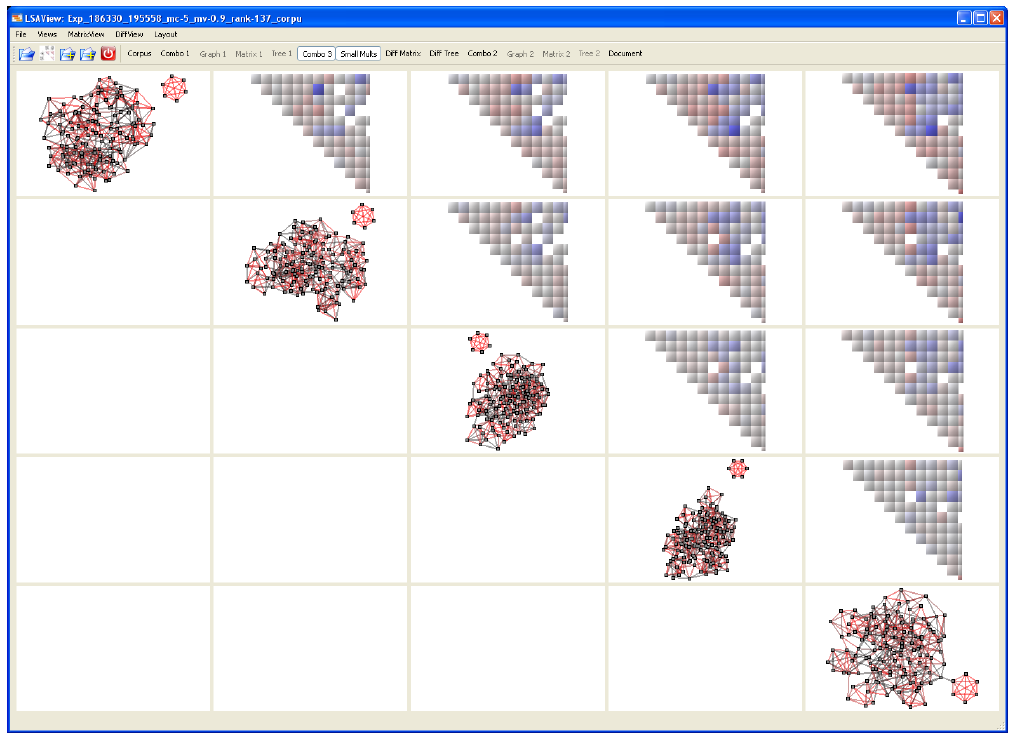 LSAView: Exp_186330_195558_mc-5_mv-0.9_rank-137_corpu
File Views MatrixView DiffView Layout
Corpus Combo 1 Graph 1 Matrix 1 Tree 1 Combo 3 Small Mults Diff Matrix Diff Tree Combo 2 Graph 2 Matrix 2 Tree 2 Document